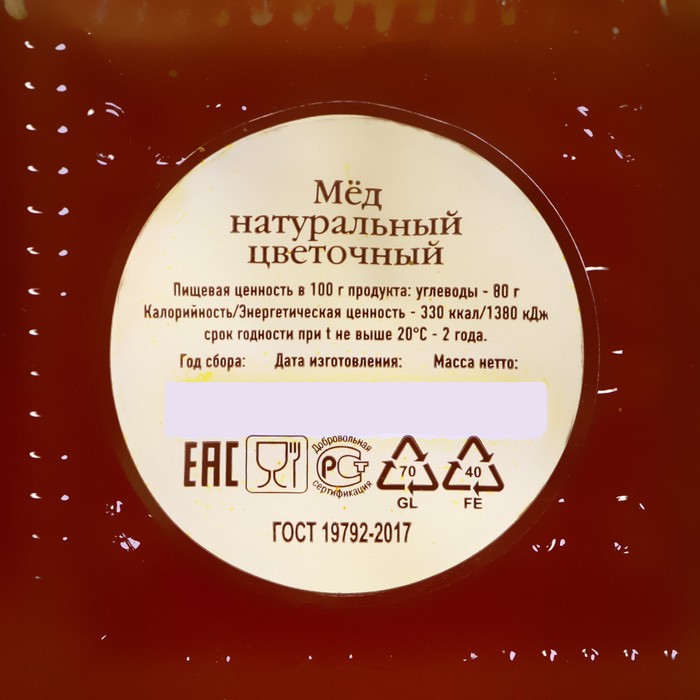 Мёд
натуральный
цветочный
Пищевая ценность в 100 г продукта: углеводы - 80 г
Калорийность/Энергетическая ценность - 330 ккал/1380 кДж
срок годности при t не выше 20°С - 2 года.
Год сбора: Дата изготовления: Масса нетто:
ЕАС Добровольная РСТ сертификация 70 GL 40 FE
ГОСТ 19792-2017